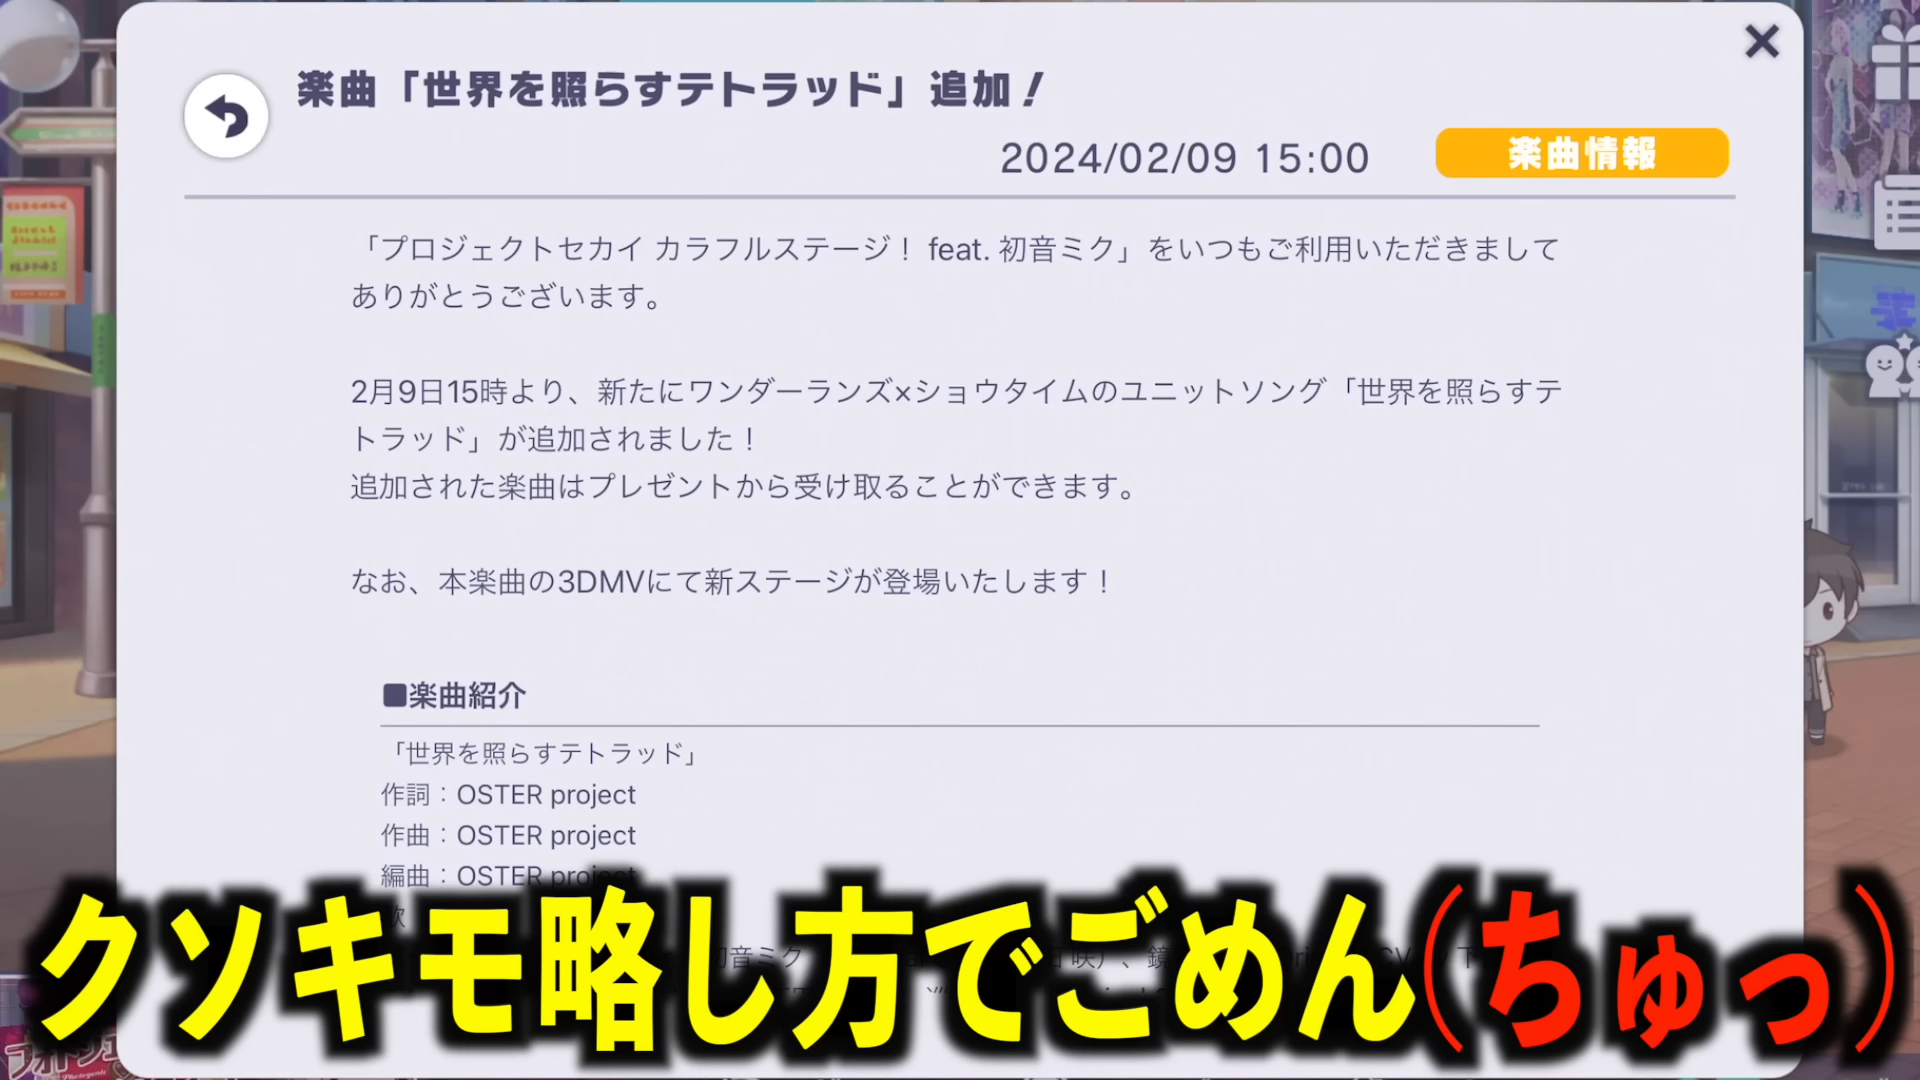 楽曲「世界を照らすテトラッド」追加！
2024/02/09 15:00
楽曲情報
「プロジェクトセカイ カラフルステージ！ feat. 初音ミク」をいつもご利用いただきまして
ありがとうございます。
2月9日15時より、新たにワンダーランズ×ショウタイムのユニットソング「世界を照らすテ
トラッド」が追加されました！
追加された楽曲はプレゼントから受け取ることができます。
なお、本楽曲の3DMVにて新ステージが登場いたします！
■楽曲紹介
「世界を照らすテトラッド」
作詞：OSTER project
作曲：OSTER project
編曲：OSTER project
歌
初音ミク
クソキモ略し方でごめん(ちゅっ)